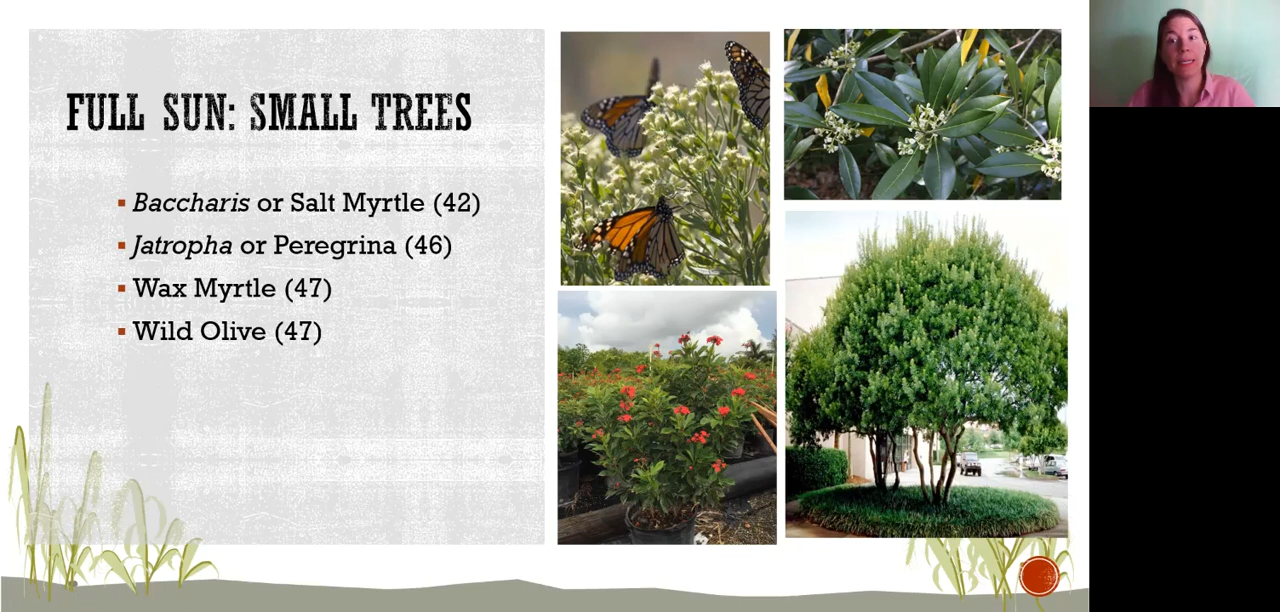 FULL SUN: SMALL TREES
Baccharis or Salt Myrtle (42)
Jatropha or Peregrina (46)
Wax Myrtle (47)
Wild Olive (47)